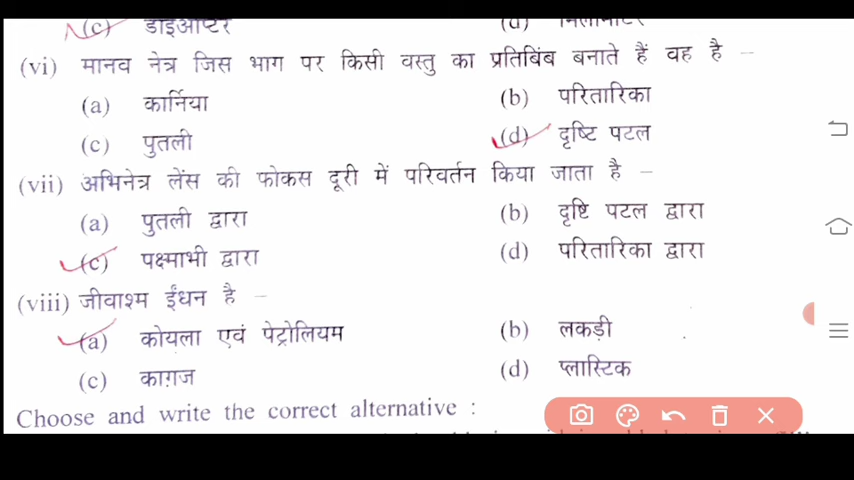 (c) डाइऑप्टर (d)
(vi) मानव नेत्र जिस भाग पर किसी वस्तु का प्रतिबिंब बनाते हैं वह है –
(a) कार्निया (b) परितारिका
(c) पुतली (d) दृष्टि पटल
(vii) अभिनेत्र लेंस की फोकस दूरी में परिवर्तन किया जाता है –
(a) पुतली द्वारा (b) दृष्टि पटल द्वारा
(c) पक्ष्माभी द्वारा (d) परितारिका द्वारा
(viii) जीवाश्म ईंधन है –
(a) कोयला एवं पेट्रोलियम (b) लकड़ी
(c) काग़ज (d) प्लास्टिक
Choose and write the correct alternative :